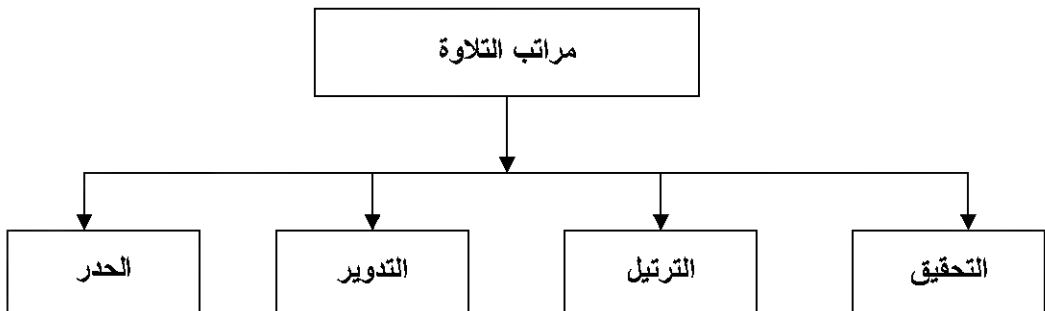 مراتب التلاوة
التحقيق
الترتيل
التدوير
الحدر